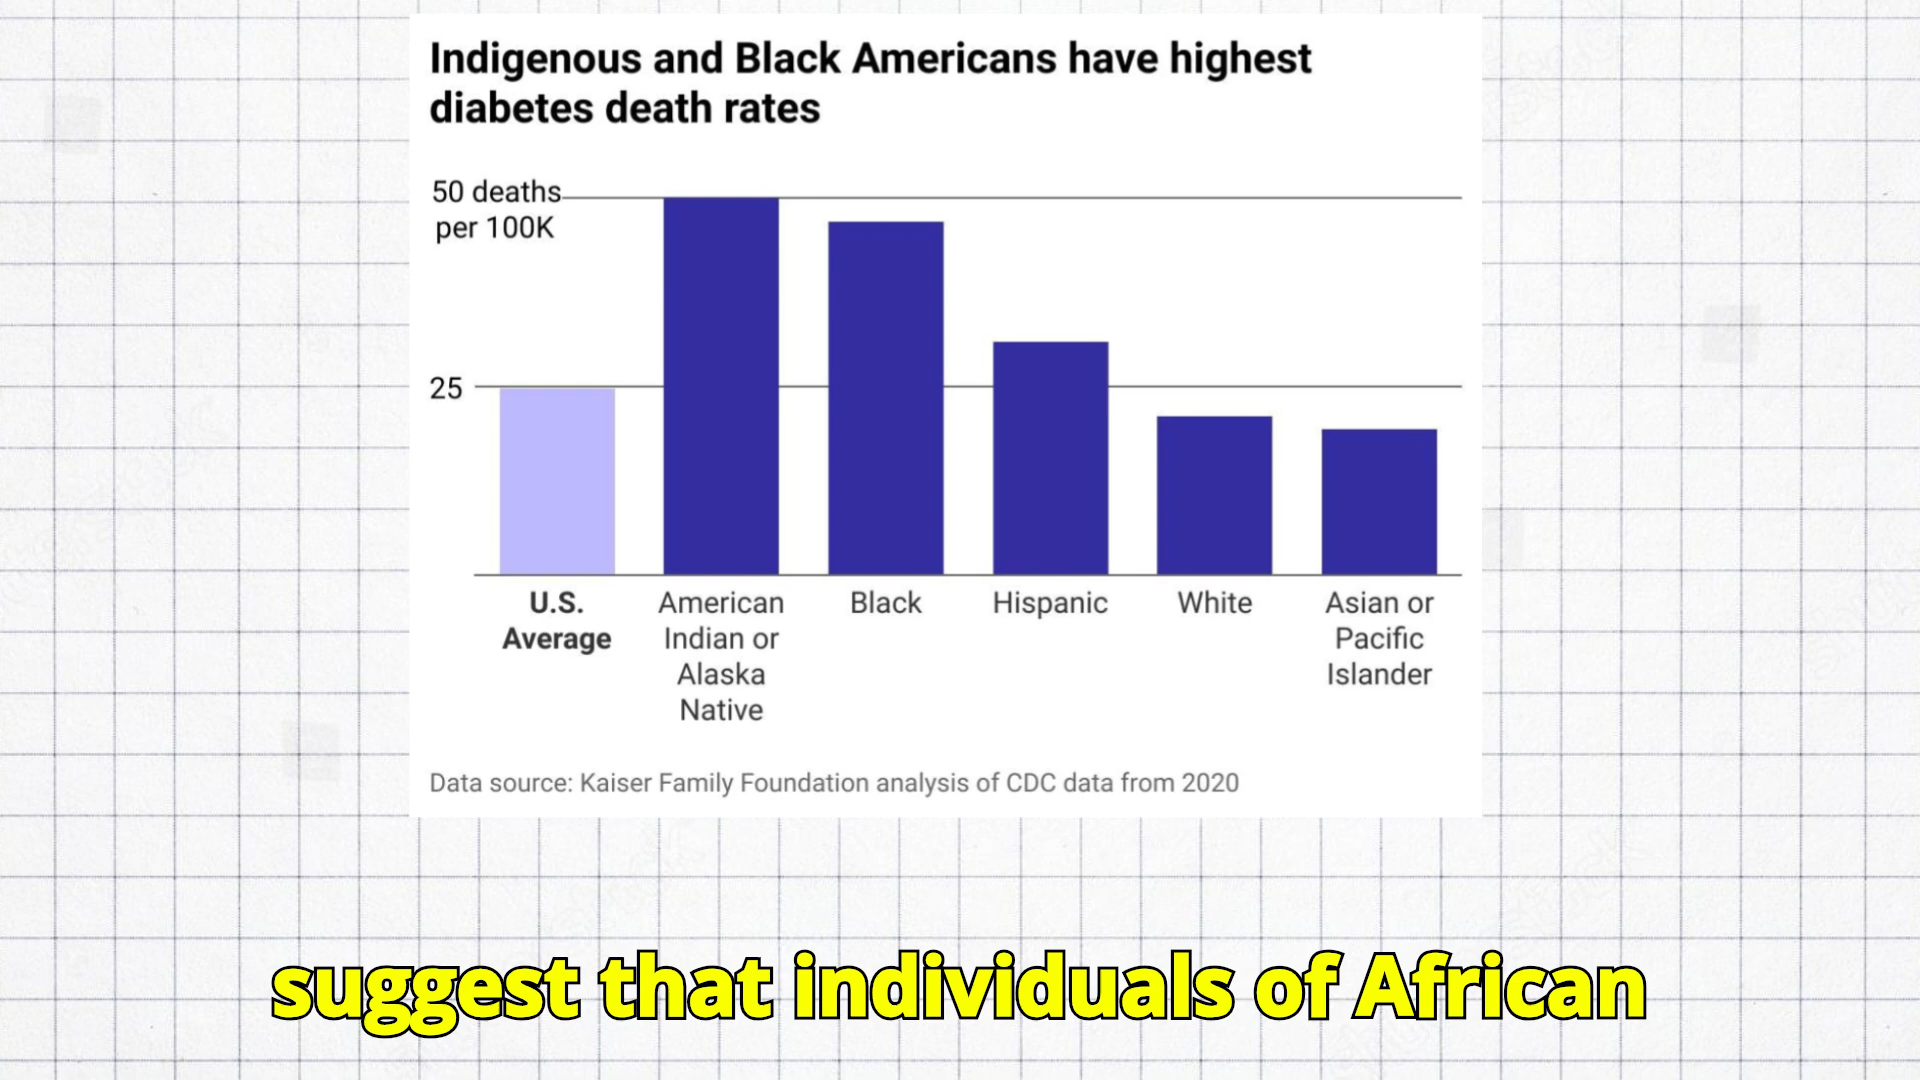 Indigenous and Black Americans have highest
diabetes death rates
50 deaths
per 100K
25
U.S.
Average
American
Indian or
Alaska
Native
Black
Hispanic
White
Asian or
Pacific
Islander
Data source: Kaiser Family Foundation analysis of CDC data from 2020
suggest that individuals of African